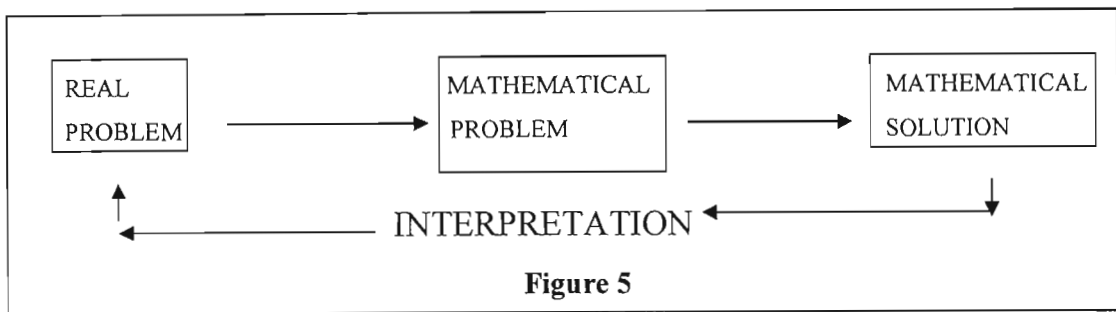 REAL
PROBLEM
MATHEMATICAL
PROBLEM
MATHEMATICAL
SOLUTION
INTERPRETATION
Figure 5